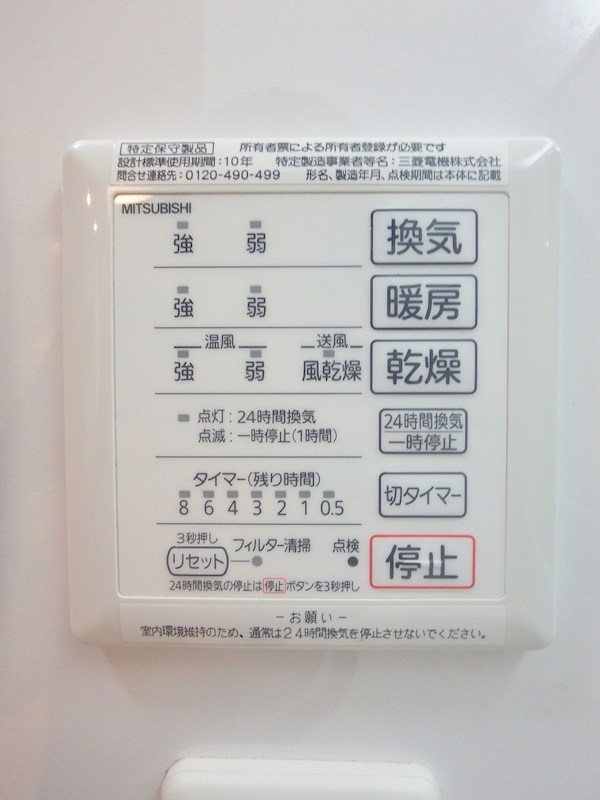 特定保守製品 所有者票による所有者登録が必要です
設計標準使用期間:10年 特定製造事業者等名:三菱電機株式会社
問合せ連絡先:0120-490-499 形名、製造年月、点検期間は本体に記載
MITSUBISHI
強 弱 換気
強 弱 暖房
温風 送風
強 弱 風乾燥 乾燥
点灯:24時間換気
点滅:一時停止(1時間)
24時間換気
一時停止
タイマー(残り時間)
8 6 4 3 2 1 0.5
切タイマー
3秒押し
リセット フィルター清掃 点検
停止
24時間換気の停止は停止ボタンを3秒押し
-お願い-
室内環境維持のため、通常は24時間換気を停止させないでください。